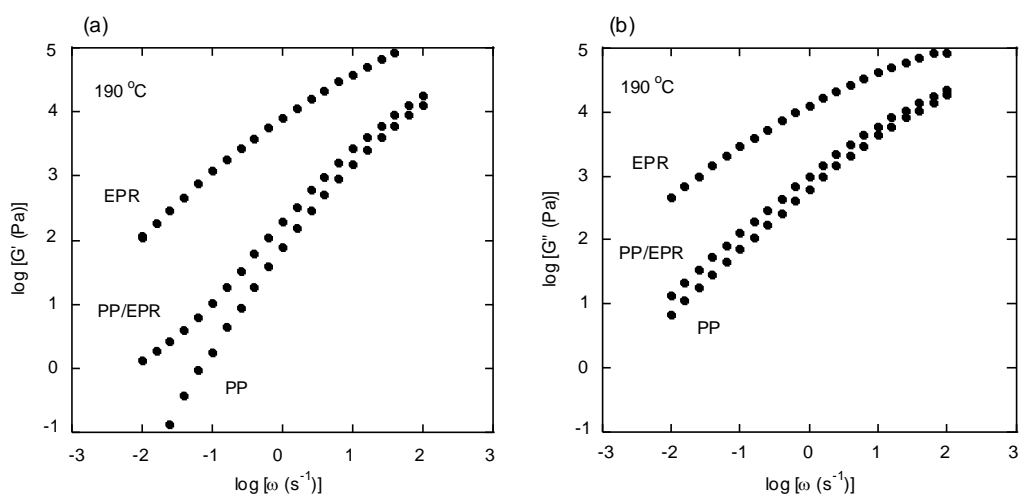 (a)
5
4
3
2
1
0
-1
-3
-2
-1
0
1
2
3
log [G' (Pa)]
log [ω (s⁻¹)]
190 °C
EPR
PP/EPR
PP
(b)
5
4
3
2
1
0
-1
-3
-2
-1
0
1
2
3
log [G'' (Pa)]
log [ω (s⁻¹)]
190 °C
EPR
PP/EPR
PP